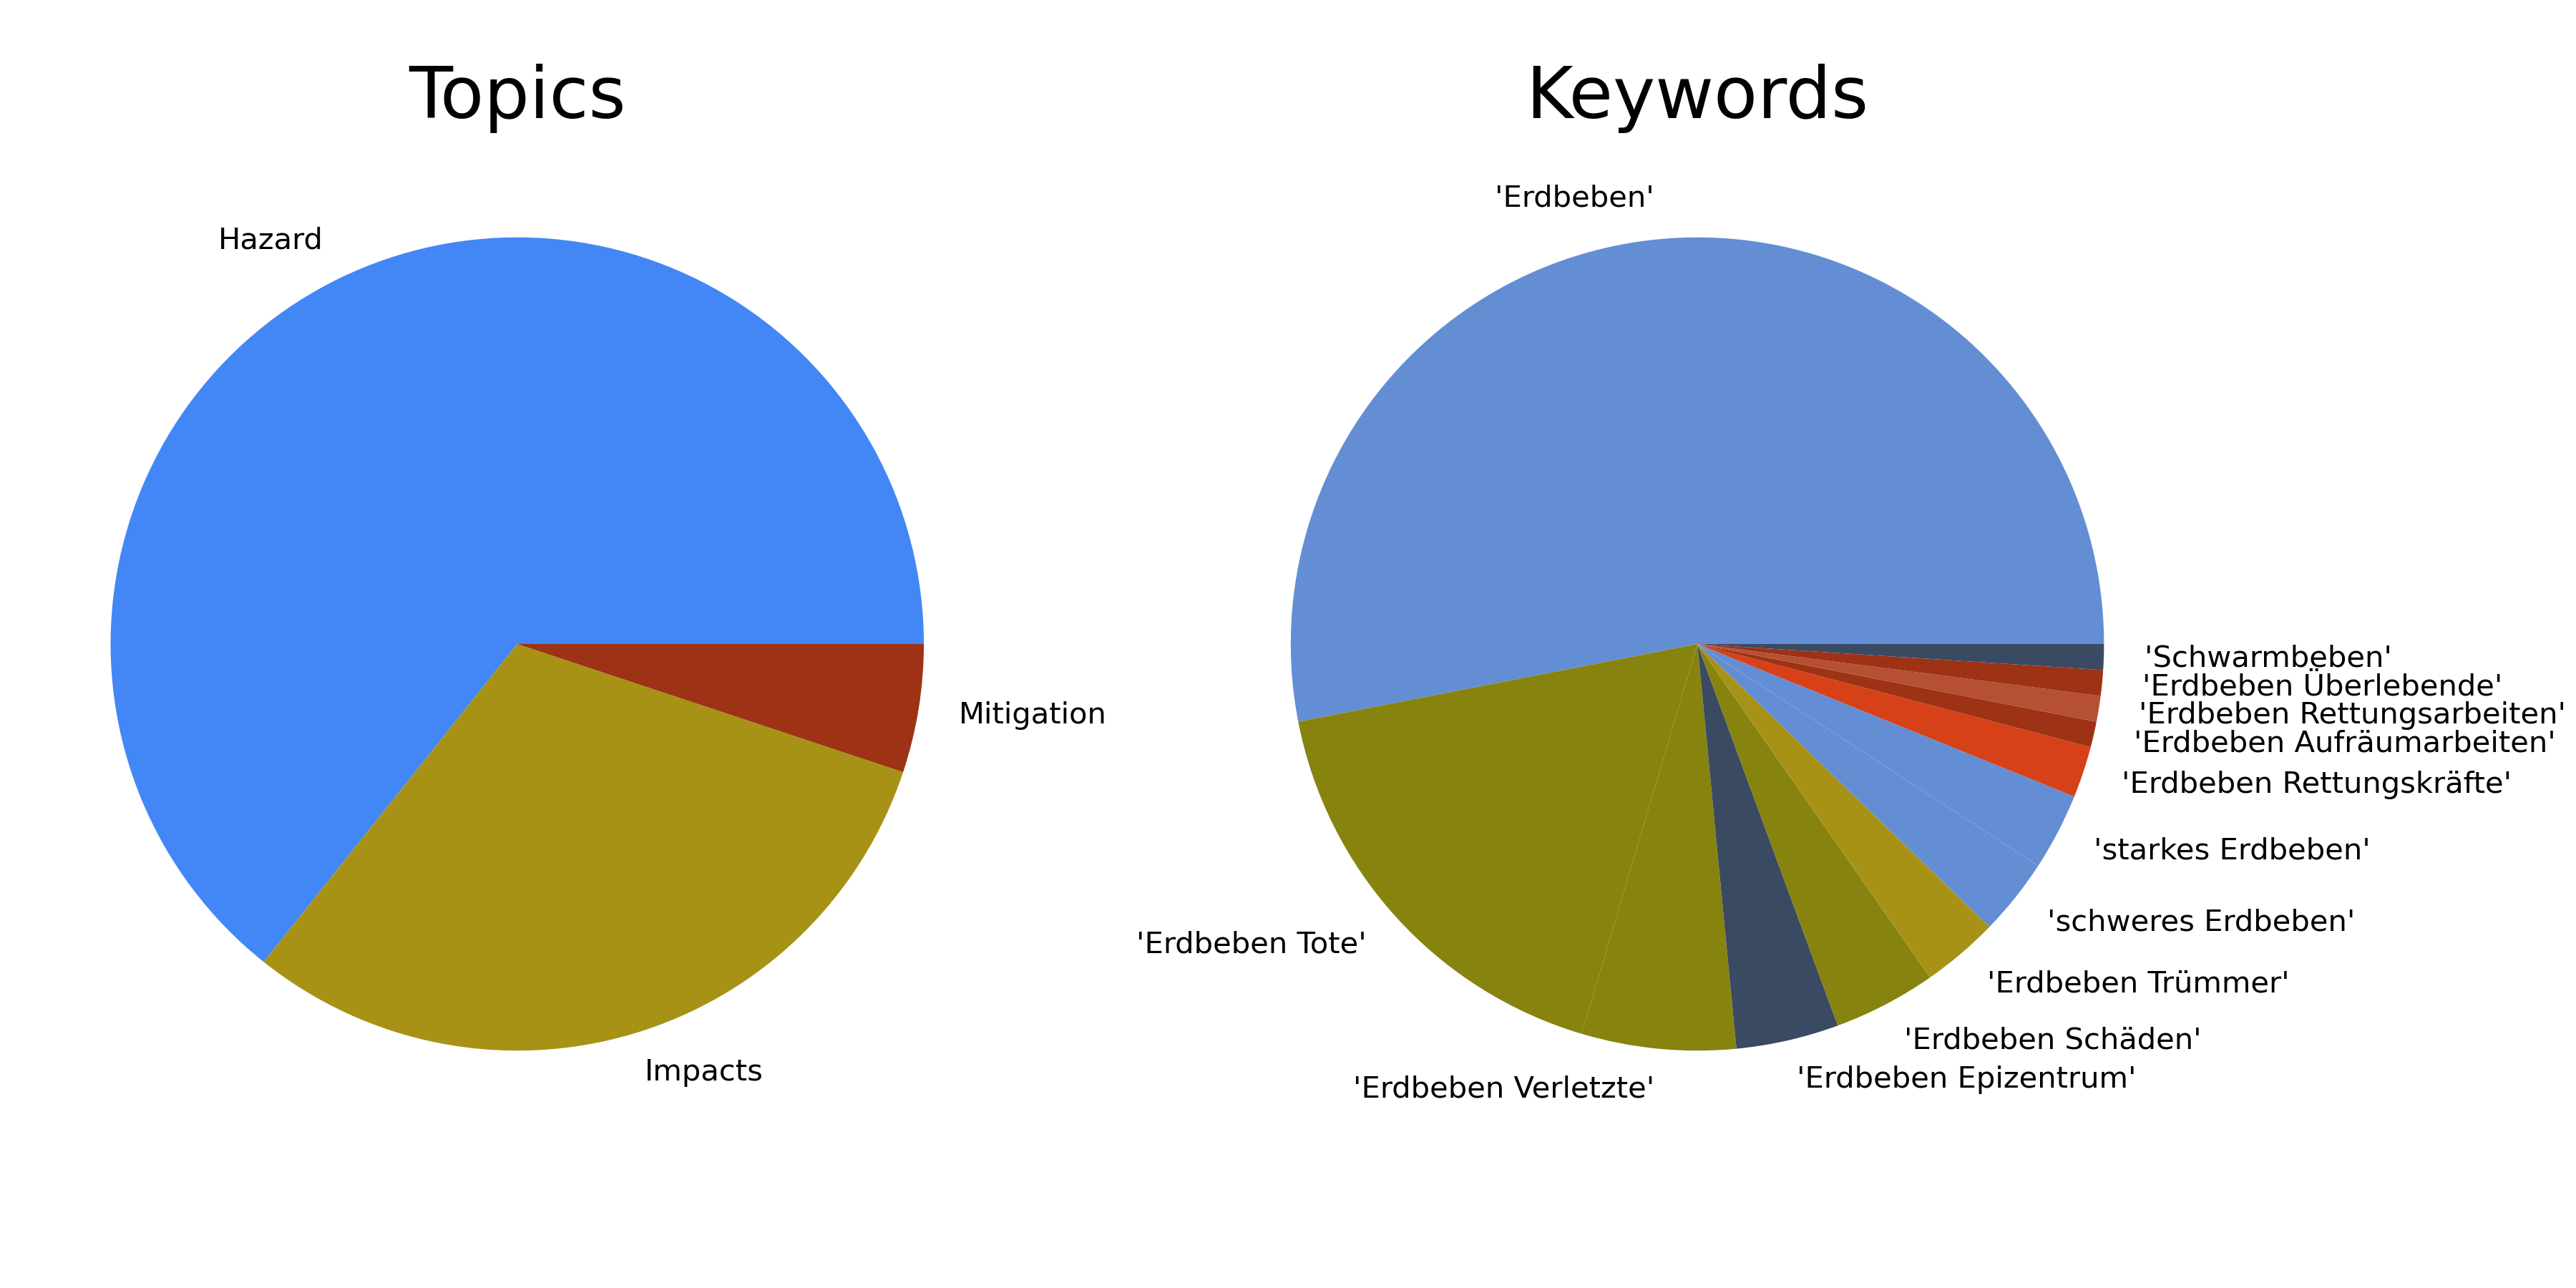 Topics
Hazard
Mitigation
Impacts
Keywords
'Erdbeben'
'Schwarmbeben'
'Erdbeben Überlebende'
'Erdbeben Rettungsarbeiten'
'Erdbeben Aufräumarbeiten'
'Erdbeben Rettungskräfte'
'starkes Erdbeben'
'schweres Erdbeben'
'Erdbeben Trümmer'
'Erdbeben Schäden'
'Erdbeben Epizentrum'
'Erdbeben Verletzte'
'Erdbeben Tote'